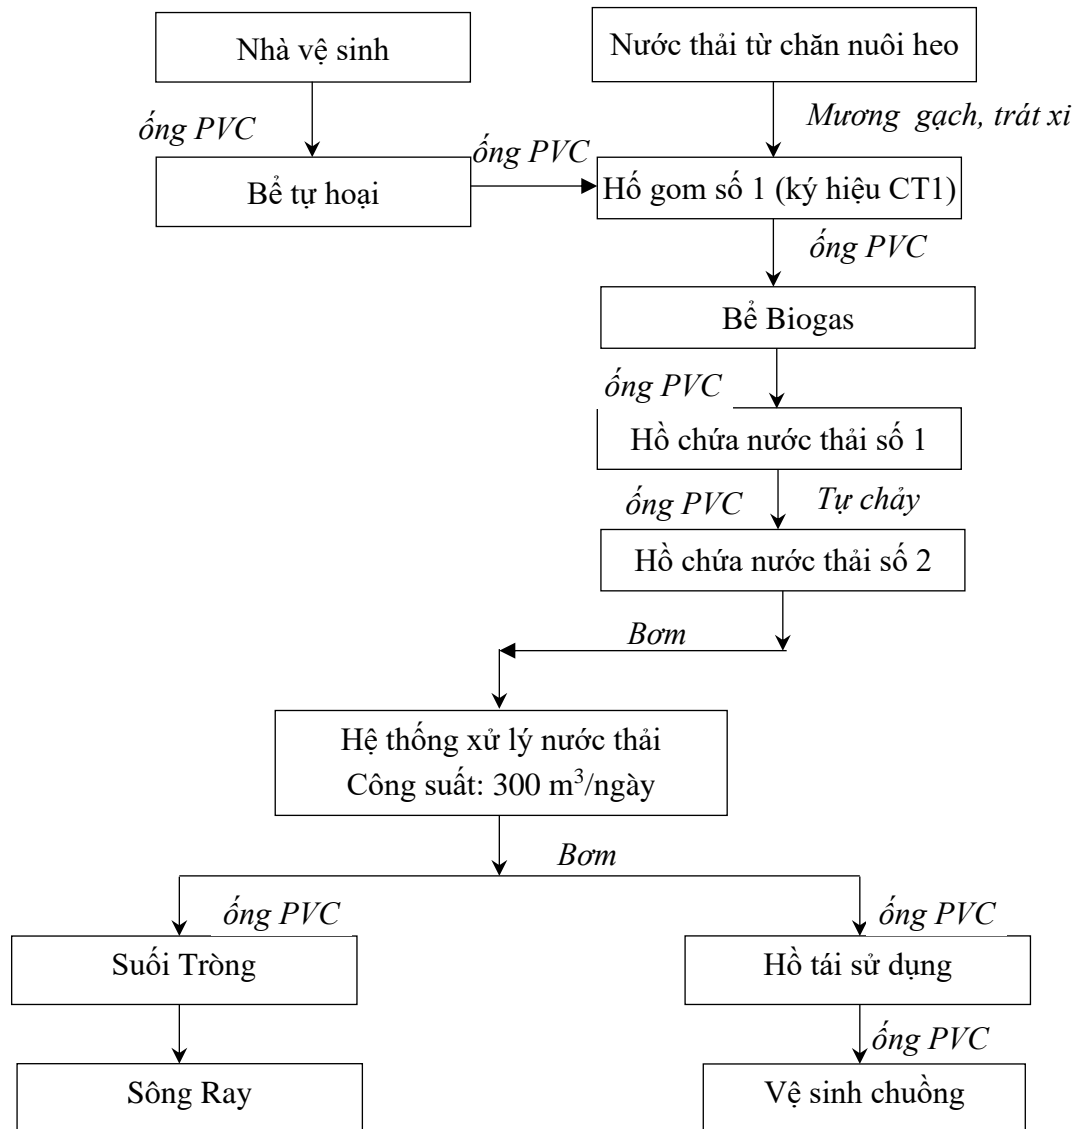 Nhà vệ sinh
Nước thải từ chăn nuôi heo
ống PVC
Mương gạch, trát xi
Bể tự hoại
ống PVC
Hố gom số 1 (ký hiệu CT1)
ống PVC
Bể Biogas
ống PVC
Hồ chứa nước thải số 1
ống PVC
Tự chảy
Hồ chứa nước thải số 2
Bơm
Hệ thống xử lý nước thải
Công suất: 300 m³/ngày
Bơm
ống PVC
ống PVC
Suối Tròng
Hồ tái sử dụng
ống PVC
Sông Ray
Vệ sinh chuồng